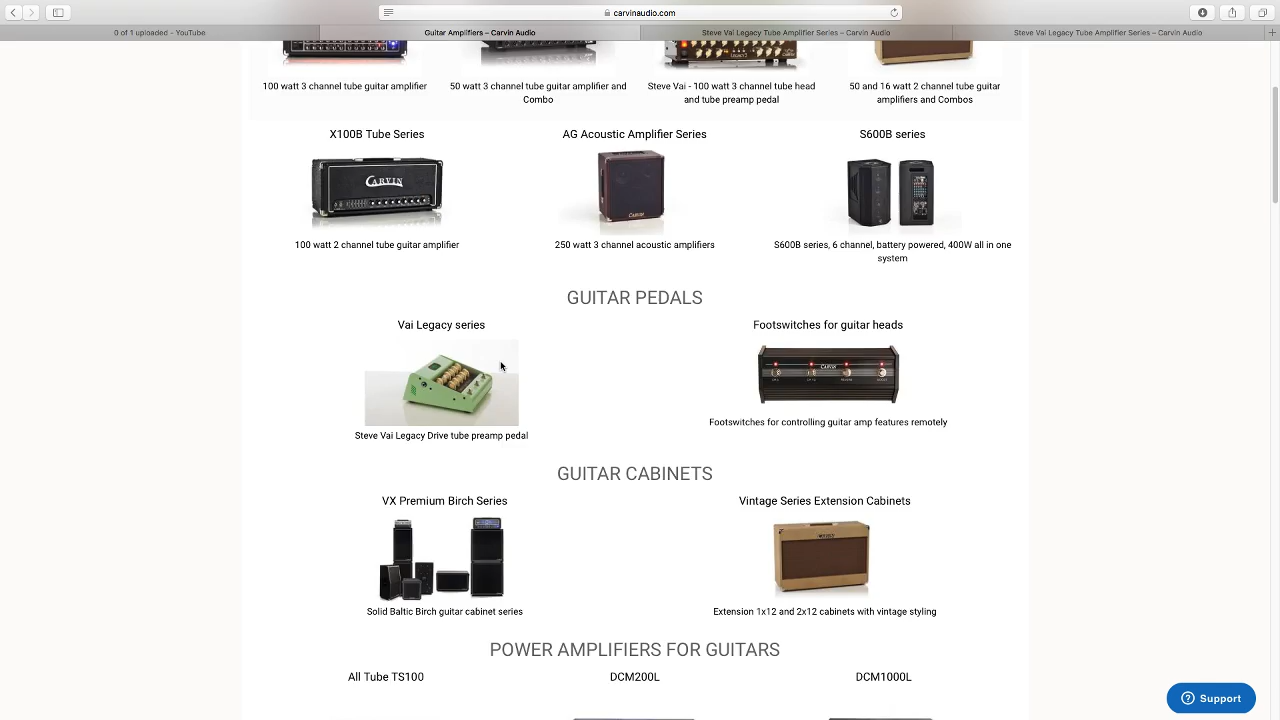 carvinaudio.com
0 of 1 uploaded - YouTube
Guitar Amplifiers – Carvin Audio
Steve Vai Legacy Tube Amplifier Series – Carvin Audio
Steve Vai Legacy Tube Amplifier Series – Carvin Audio
100 watt 3 channel tube guitar amplifier
50 watt 3 channel tube guitar amplifier and
Combo
Steve Vai - 100 watt 3 channel tube head
and tube preamp pedal
50 and 16 watt 2 channel tube guitar
amplifiers and Combos
X100B Tube Series
AG Acoustic Amplifier Series
S600B series
CARVIN
CARVIN
100 watt 2 channel tube guitar amplifier
250 watt 3 channel acoustic amplifiers
S600B series, 6 channel, battery powered, 400W all in one
system
GUITAR PEDALS
Vai Legacy series
Footswitches for guitar heads
CARVIN
Steve Vai Legacy Drive tube preamp pedal
Footswitches for controlling guitar amp features remotely
GUITAR CABINETS
VX Premium Birch Series
Vintage Series Extension Cabinets
Solid Baltic Birch guitar cabinet series
Extension 1x12 and 2x12 cabinets with vintage styling
POWER AMPLIFIERS FOR GUITARS
All Tube TS100
DCM200L
DCM1000L
Support